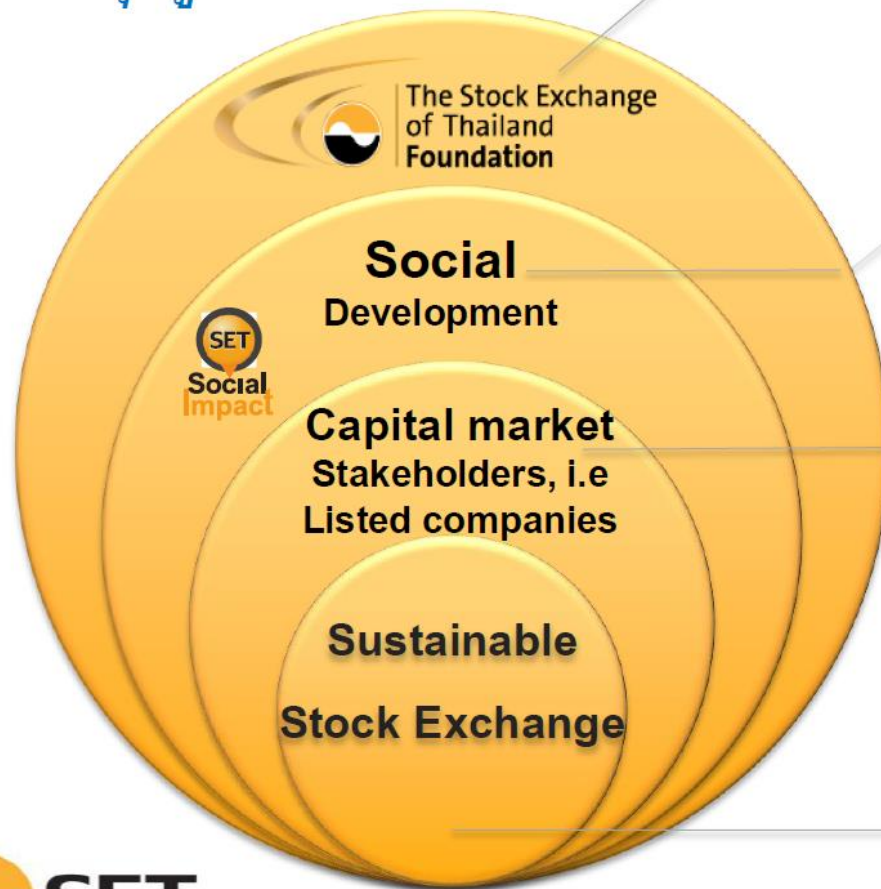 The Stock Exchange
of Thailand
Foundation
Social
Development
SET
Social
Impact
Capital market
Stakeholders, i.e
Listed companies
Sustainable
Stock Exchange
SET